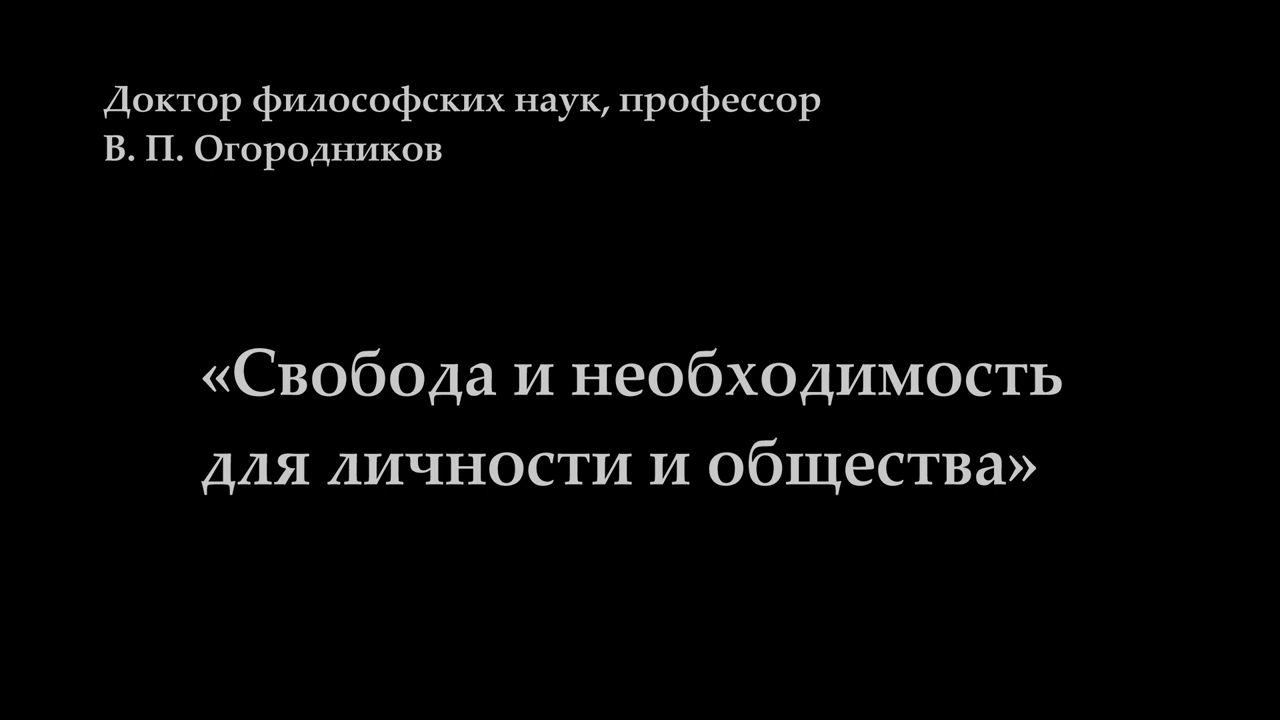 Доктор философских наук, профессор
В. П. Огородников
«Свобода и необходимость
для личности и общества»